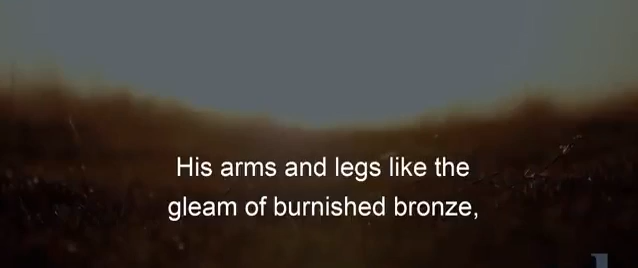 His arms and legs like the
gleam of burnished bronze,